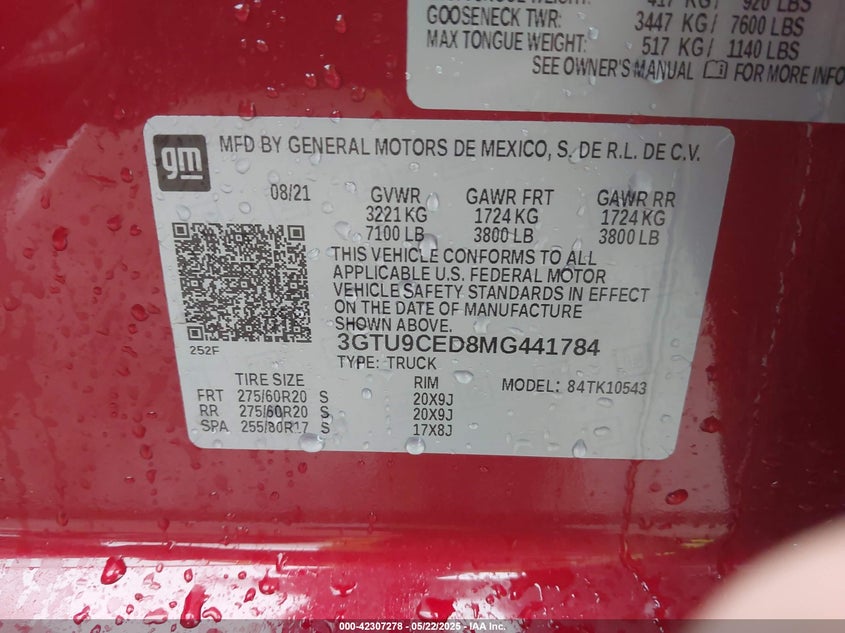 417 KG / 920 LBS
GOOSENECK TWR: 3447 KG / 7600 LBS
MAX TONGUE WEIGHT: 517 KG / 1140 LBS
SEE OWNER'S MANUAL FOR MORE INFO
gm
MFD BY GENERAL MOTORS DE MEXICO, S. DE R.L. DE C.V.
08/21 GVWR GAWR FRT GAWR RR
3221 KG 1724 KG 1724 KG
7100 LB 3800 LB 3800 LB
THIS VEHICLE CONFORMS TO ALL
APPLICABLE U.S. FEDERAL MOTOR
VEHICLE SAFETY STANDARDS IN EFFECT
ON THE DATE OF MANUFACTURE
SHOWN ABOVE.
252F
3GTU9CED8MG441784
TYPE: TRUCK
TIRE SIZE RIM MODEL: 84TK10543
FRT 275/60R20 S 20X9J
RR 275/60R20 S 20X9J
SPA 255/80R17 S 17X8J
000-42307278 - 05/22/2025 - IAA Inc.